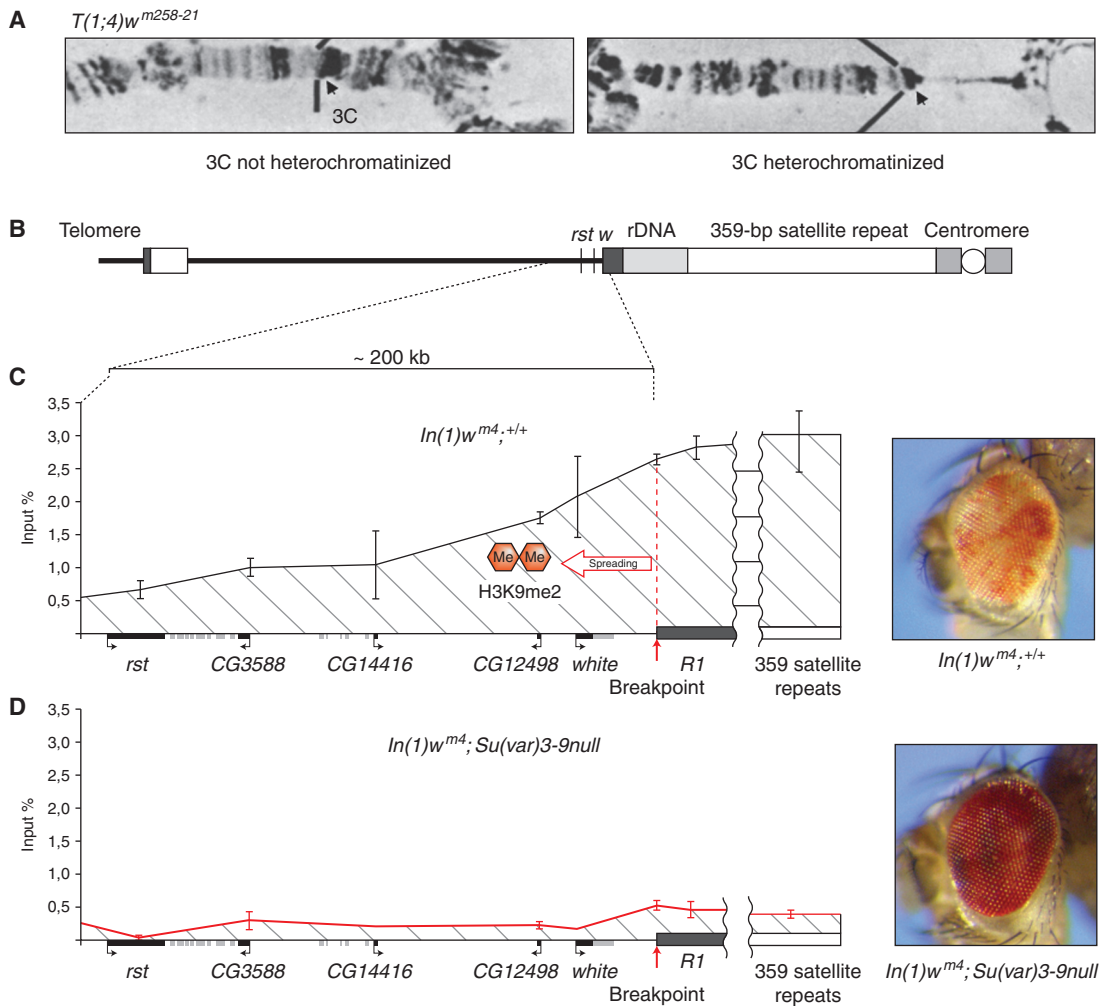 A
T(1;4)w^m258-21
3C
3C not heterochromatinized
3C heterochromatinized
B
Telomere
rst w
rDNA
359-bp satellite repeat
Centromere
~ 200 kb
C
3,5
3,0
2,5
2,0
1,5
1,0
0,5
Input %
In(1)w^m4;+/+
Me
Me
H3K9me2
Spreading
rst
CG3588
CG14416
CG12498
white
R1
359 satellite
repeats
Breakpoint
In(1)w^m4;+/+
D
3,5
3,0
2,5
2,0
1,5
1,0
0,5
Input %
In(1)w^m4; Su(var)3-9null
rst
CG3588
CG14416
CG12498
white
R1
359 satellite
repeats
Breakpoint
In(1)w^m4; Su(var)3-9null